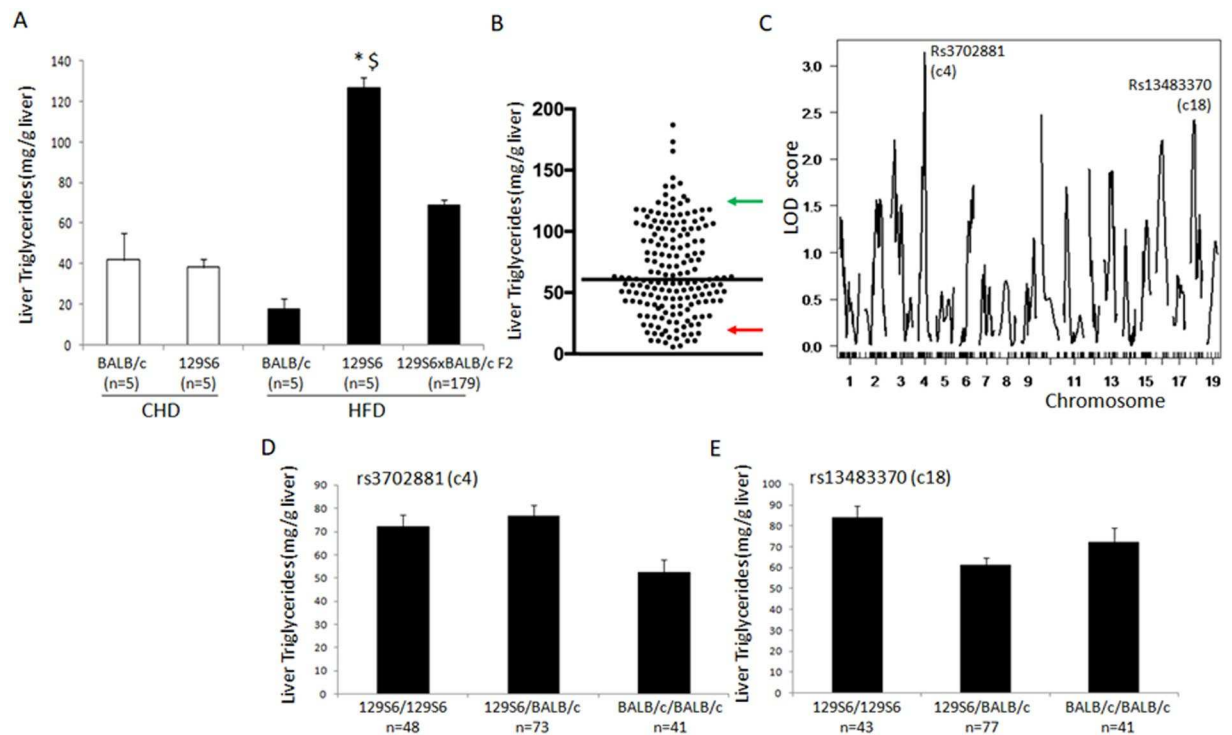 A
Liver Triglycerides(mg/g liver)
140
120
100
80
60
40
20
0
* $
BALB/c
(n=5)
129S6
(n=5)
BALB/c
(n=5)
129S6
(n=5)
129S6xBALB/c F2
(n=179)
CHD
HFD
B
Liver Triglycerides(mg/g liver)
200
150
100
50
0
C
LOD score
3.0
2.5
2.0
1.5
1.0
0.5
0.0
Rs3702881
(c4)
Rs13483370
(c18)
1 2 3 4 5 6 7 8 9 11 13 15 17 19
Chromosome
D
rs3702881 (c4)
Liver Triglycerides(mg/g liver)
90
80
70
60
50
40
30
20
10
0
129S6/129S6
n=48
129S6/BALB/c
n=73
BALB/c/BALB/c
n=41
E
rs13483370 (c18)
Liver Triglycerides(mg/g liver)
100
90
80
70
60
50
40
30
20
10
0
129S6/129S6
n=43
129S6/BALB/c
n=77
BALB/c/BALB/c
n=41